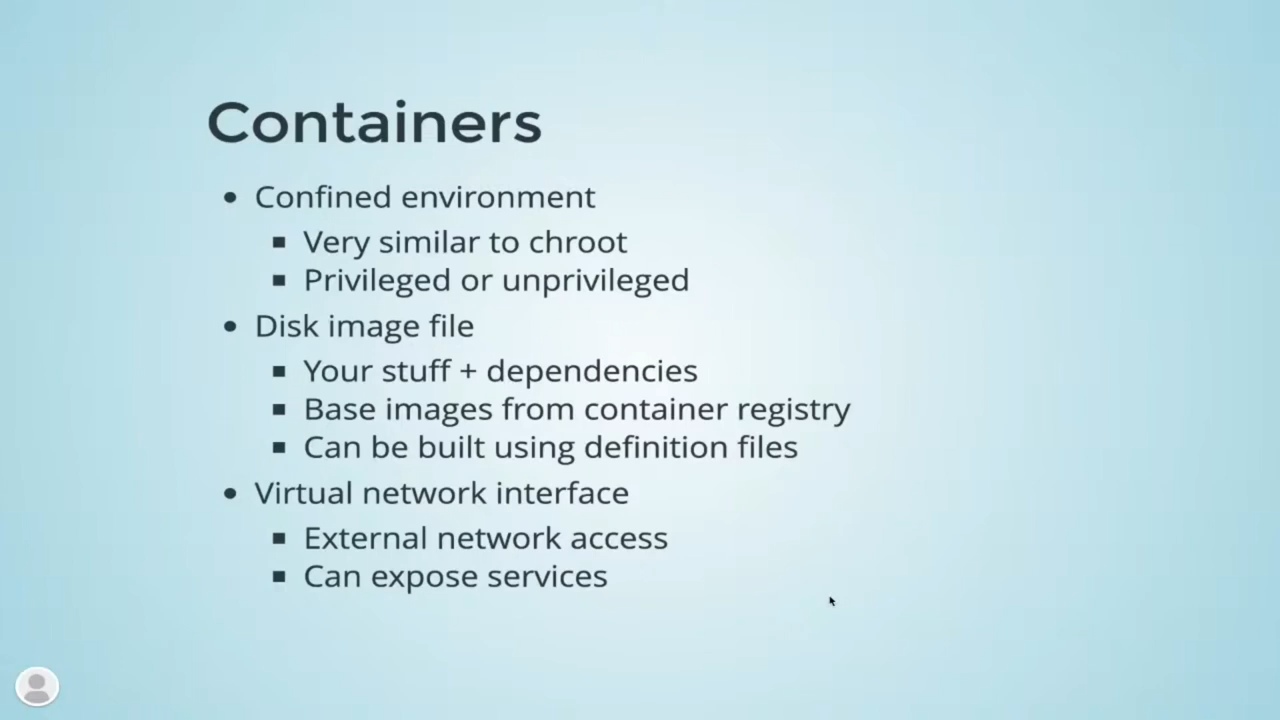 Containers
• Confined environment
▪ Very similar to chroot
▪ Privileged or unprivileged
• Disk image file
▪ Your stuff + dependencies
▪ Base images from container registry
▪ Can be built using definition files
• Virtual network interface
▪ External network access
▪ Can expose services